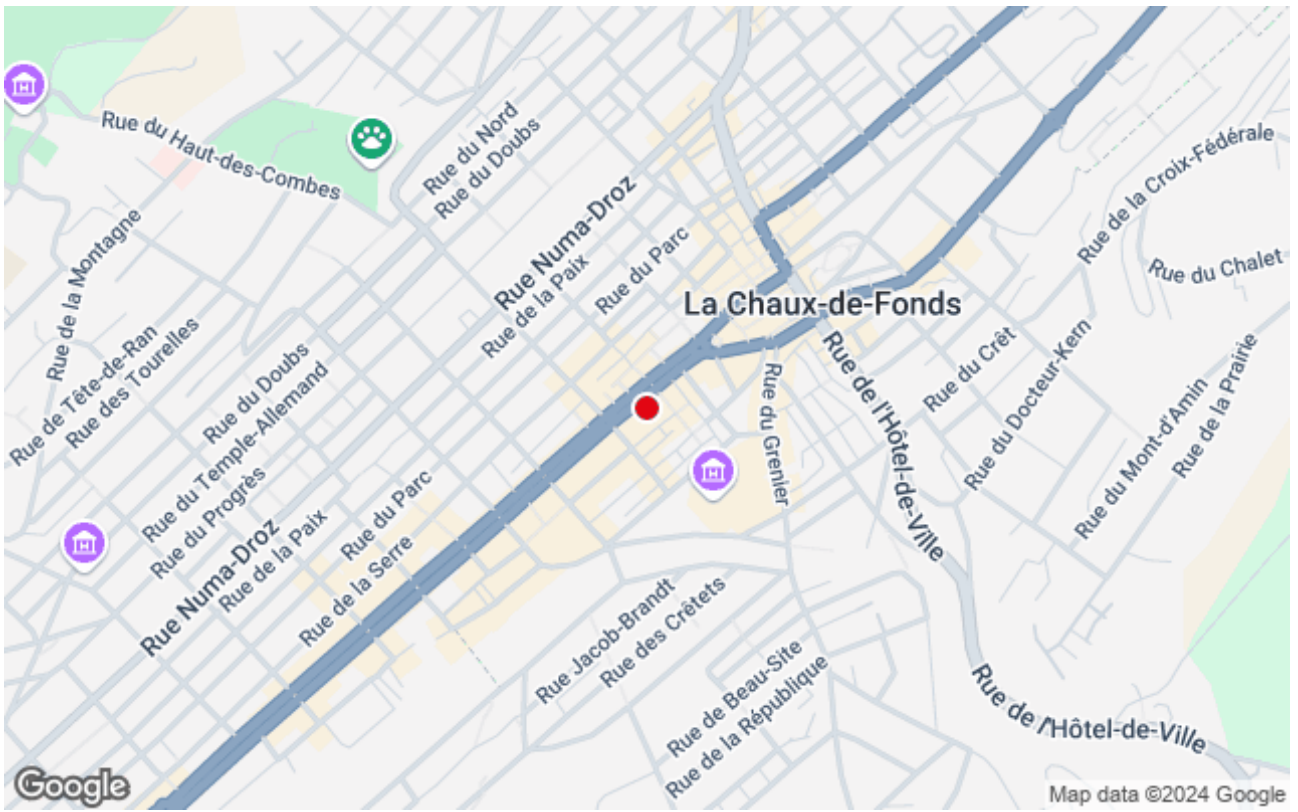 Rue du Haut-des-Combes
Rue du Nord
Rue du Doubs
Rue de la Croix-Fédérale
Rue de la Montagne
Rue Numa-Droz
Rue du Parc
Rue de la Paix
Rue du Chalet
La Chaux-de-Fonds
Rue de Tête-de-Ran
Rue des Tourelles
Rue du Doubs
Rue du Temple-Allemand
Rue du Progrès
Rue du Crêt
Rue du Docteur-Kern
Rue de l'Hôtel-de-Ville
Rue du Grenier
Rue du Mont-d'Amin
Rue de la Prairie
Rue du Parc
Rue de la Paix
Rue Numa-Droz
Rue de la Serre
Rue Jacob-Brandt
Rue des Crêtets
Rue de Beau-Site
Rue de la République
Rue de l'Hôtel-de-Ville
Google
Map data ©2024 Google